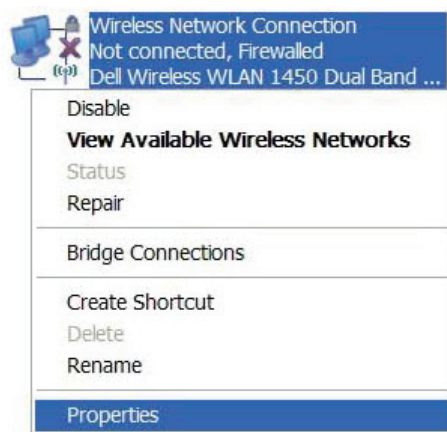 Wireless Network Connection
Not connected, Firewalled
Dell Wireless WLAN 1450 Dual Band ...
Disable
View Available Wireless Networks
Status
Repair
Bridge Connections
Create Shortcut
Delete
Rename
Properties